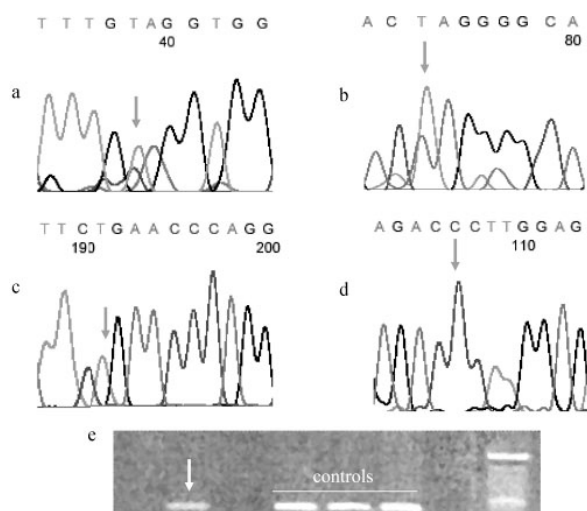 T T T G T A G G T G G
40
a
A C T A G G G G C A
80
b
T T C T G A A C C C A G G
190 200
c
A G A C C C T T G G A G
110
d
e
controls